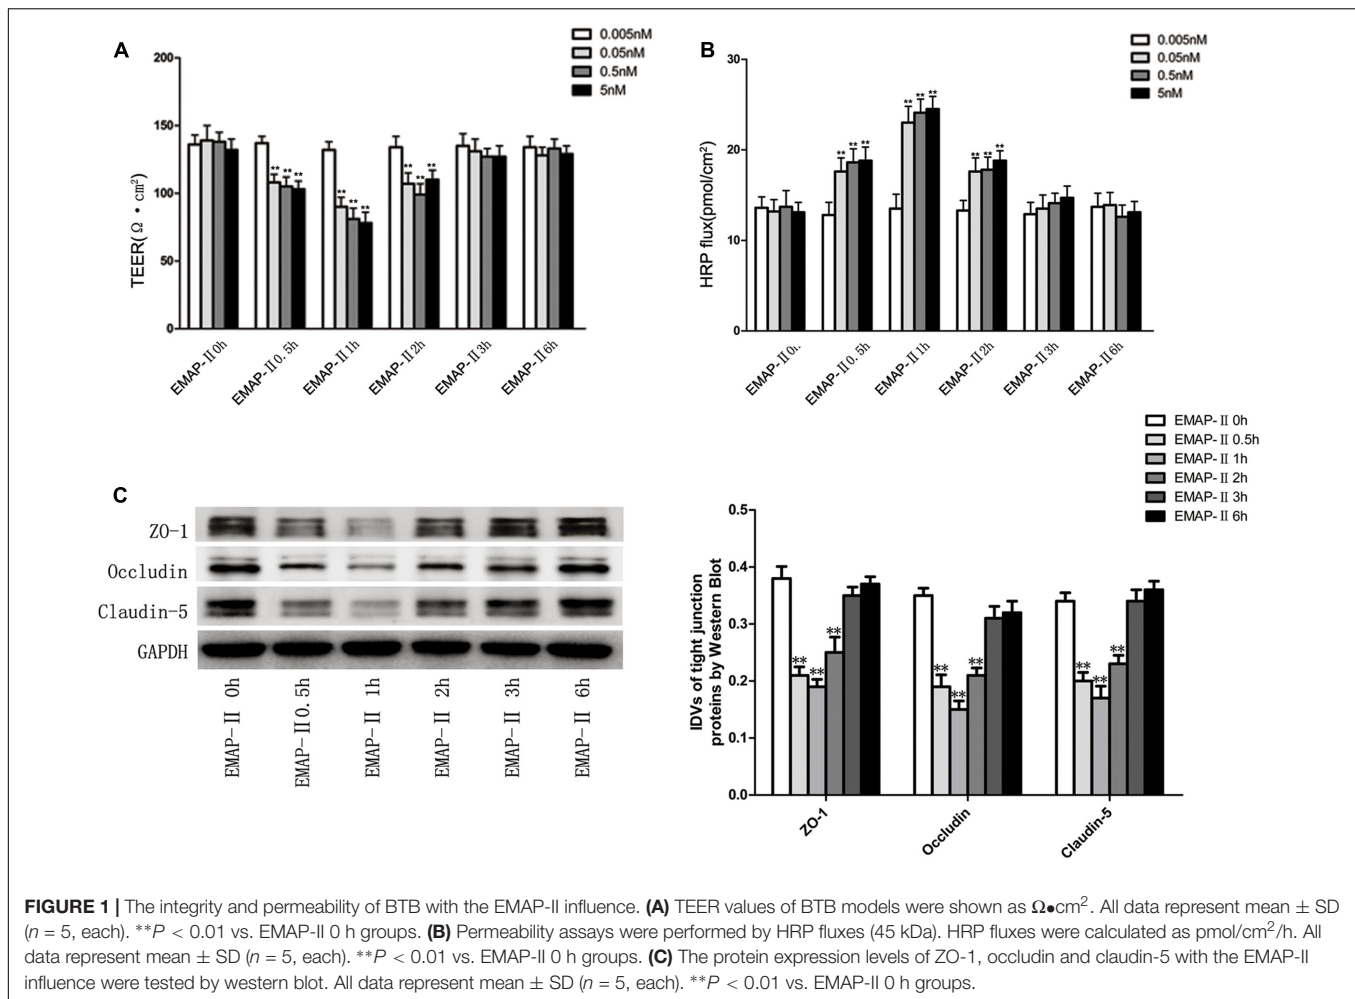 A
0.005nM
0.05nM
0.5nM
5nM
TEER(Ω • cm²)
200
150
100
50
0
** ** **
** ** **
** ** **
EMAP-Ⅱ 0h
EMAP-Ⅱ 0. 5h
EMAP-Ⅱ 1h
EMAP-Ⅱ 2h
EMAP-Ⅱ 3h
EMAP-Ⅱ 6h
B
0.005nM
0.05nM
0.5nM
5nM
HRP flux(pmol/cm²)
30
20
10
0
** ** **
** ** **
** ** **
EMAP-Ⅱ 0.
EMAP-Ⅱ 0. 5h
EMAP-Ⅱ 1h
EMAP-Ⅱ 2h
EMAP-Ⅱ 3h
EMAP-Ⅱ 6h
C
ZO-1
Occludin
Claudin-5
GAPDH
EMAP-Ⅱ 0h
EMAP-Ⅱ0. 5h
EMAP-Ⅱ 1h
EMAP-Ⅱ 2h
EMAP-Ⅱ 3h
EMAP-Ⅱ 6h
EMAP-Ⅱ 0h
EMAP-Ⅱ 0.5h
EMAP-Ⅱ 1h
EMAP-Ⅱ 2h
EMAP-Ⅱ 3h
EMAP-Ⅱ 6h
IDVs of tight junction
proteins by Western Blot
0.5
0.4
0.3
0.2
0.1
0.0
** ** **
** ** **
** ** **
ZO-1
Occludin
Claudin-5
FIGURE 1 | The integrity and permeability of BTB with the EMAP-II influence. (A) TEER values of BTB models were shown as Ω•cm². All data represent mean ± SD
(n = 5, each). **P < 0.01 vs. EMAP-II 0 h groups. (B) Permeability assays were performed by HRP fluxes (45 kDa). HRP fluxes were calculated as pmol/cm²/h. All
data represent mean ± SD (n = 5, each). **P < 0.01 vs. EMAP-II 0 h groups. (C) The protein expression levels of ZO-1, occludin and claudin-5 with the EMAP-II
influence were tested by western blot. All data represent mean ± SD (n = 5, each). **P < 0.01 vs. EMAP-II 0 h groups.